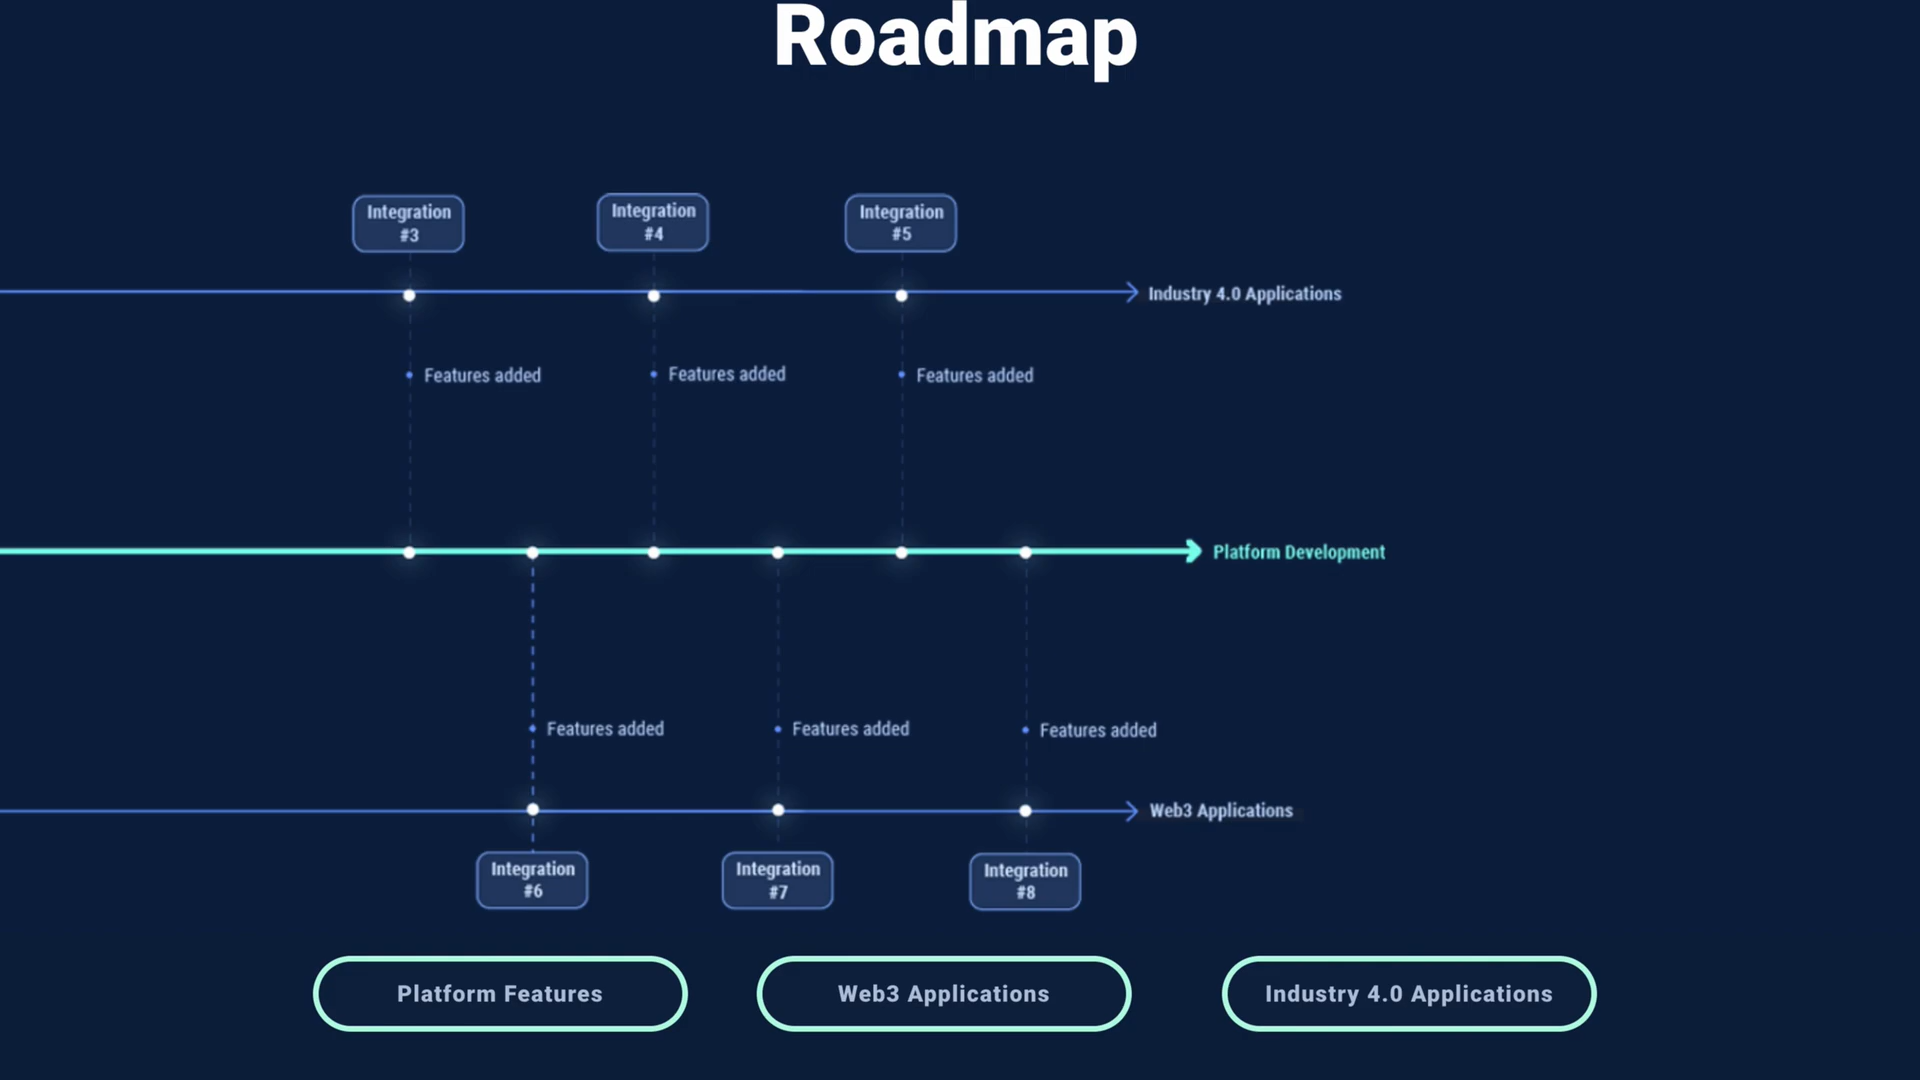 Roadmap
Integration
#3
Integration
#4
Integration
#5
Industry 4.0 Applications
Features added
Features added
Features added
Platform Development
Features added
Features added
Features added
Web3 Applications
Integration
#6
Integration
#7
Integration
#8
Platform Features
Web3 Applications
Industry 4.0 Applications